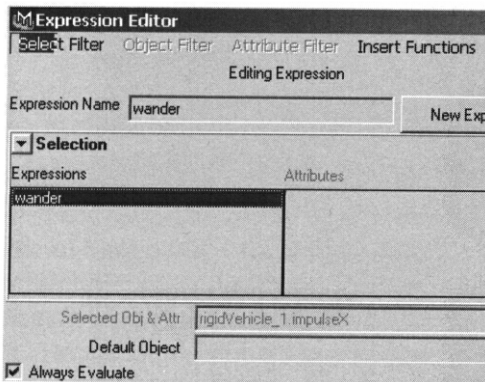 Expression Editor
Select Filter Object Filter Attribute Filter Insert Functions
Editing Expression
Expression Name wander New Exp
Selection
Expressions Attributes
wander
Selected Obj & Attr rigidVehicle_1.impulseX
Default Object
Always Evaluate